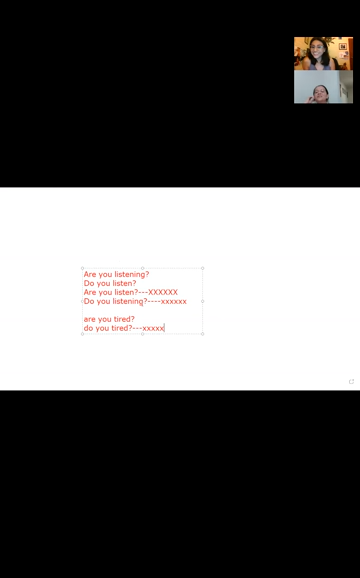 Are you listening?
Do you listen?
Are you listen?---XXXXXX
Do you listening?----xxxxxx
are you tired?
do you tired?---xxxxx